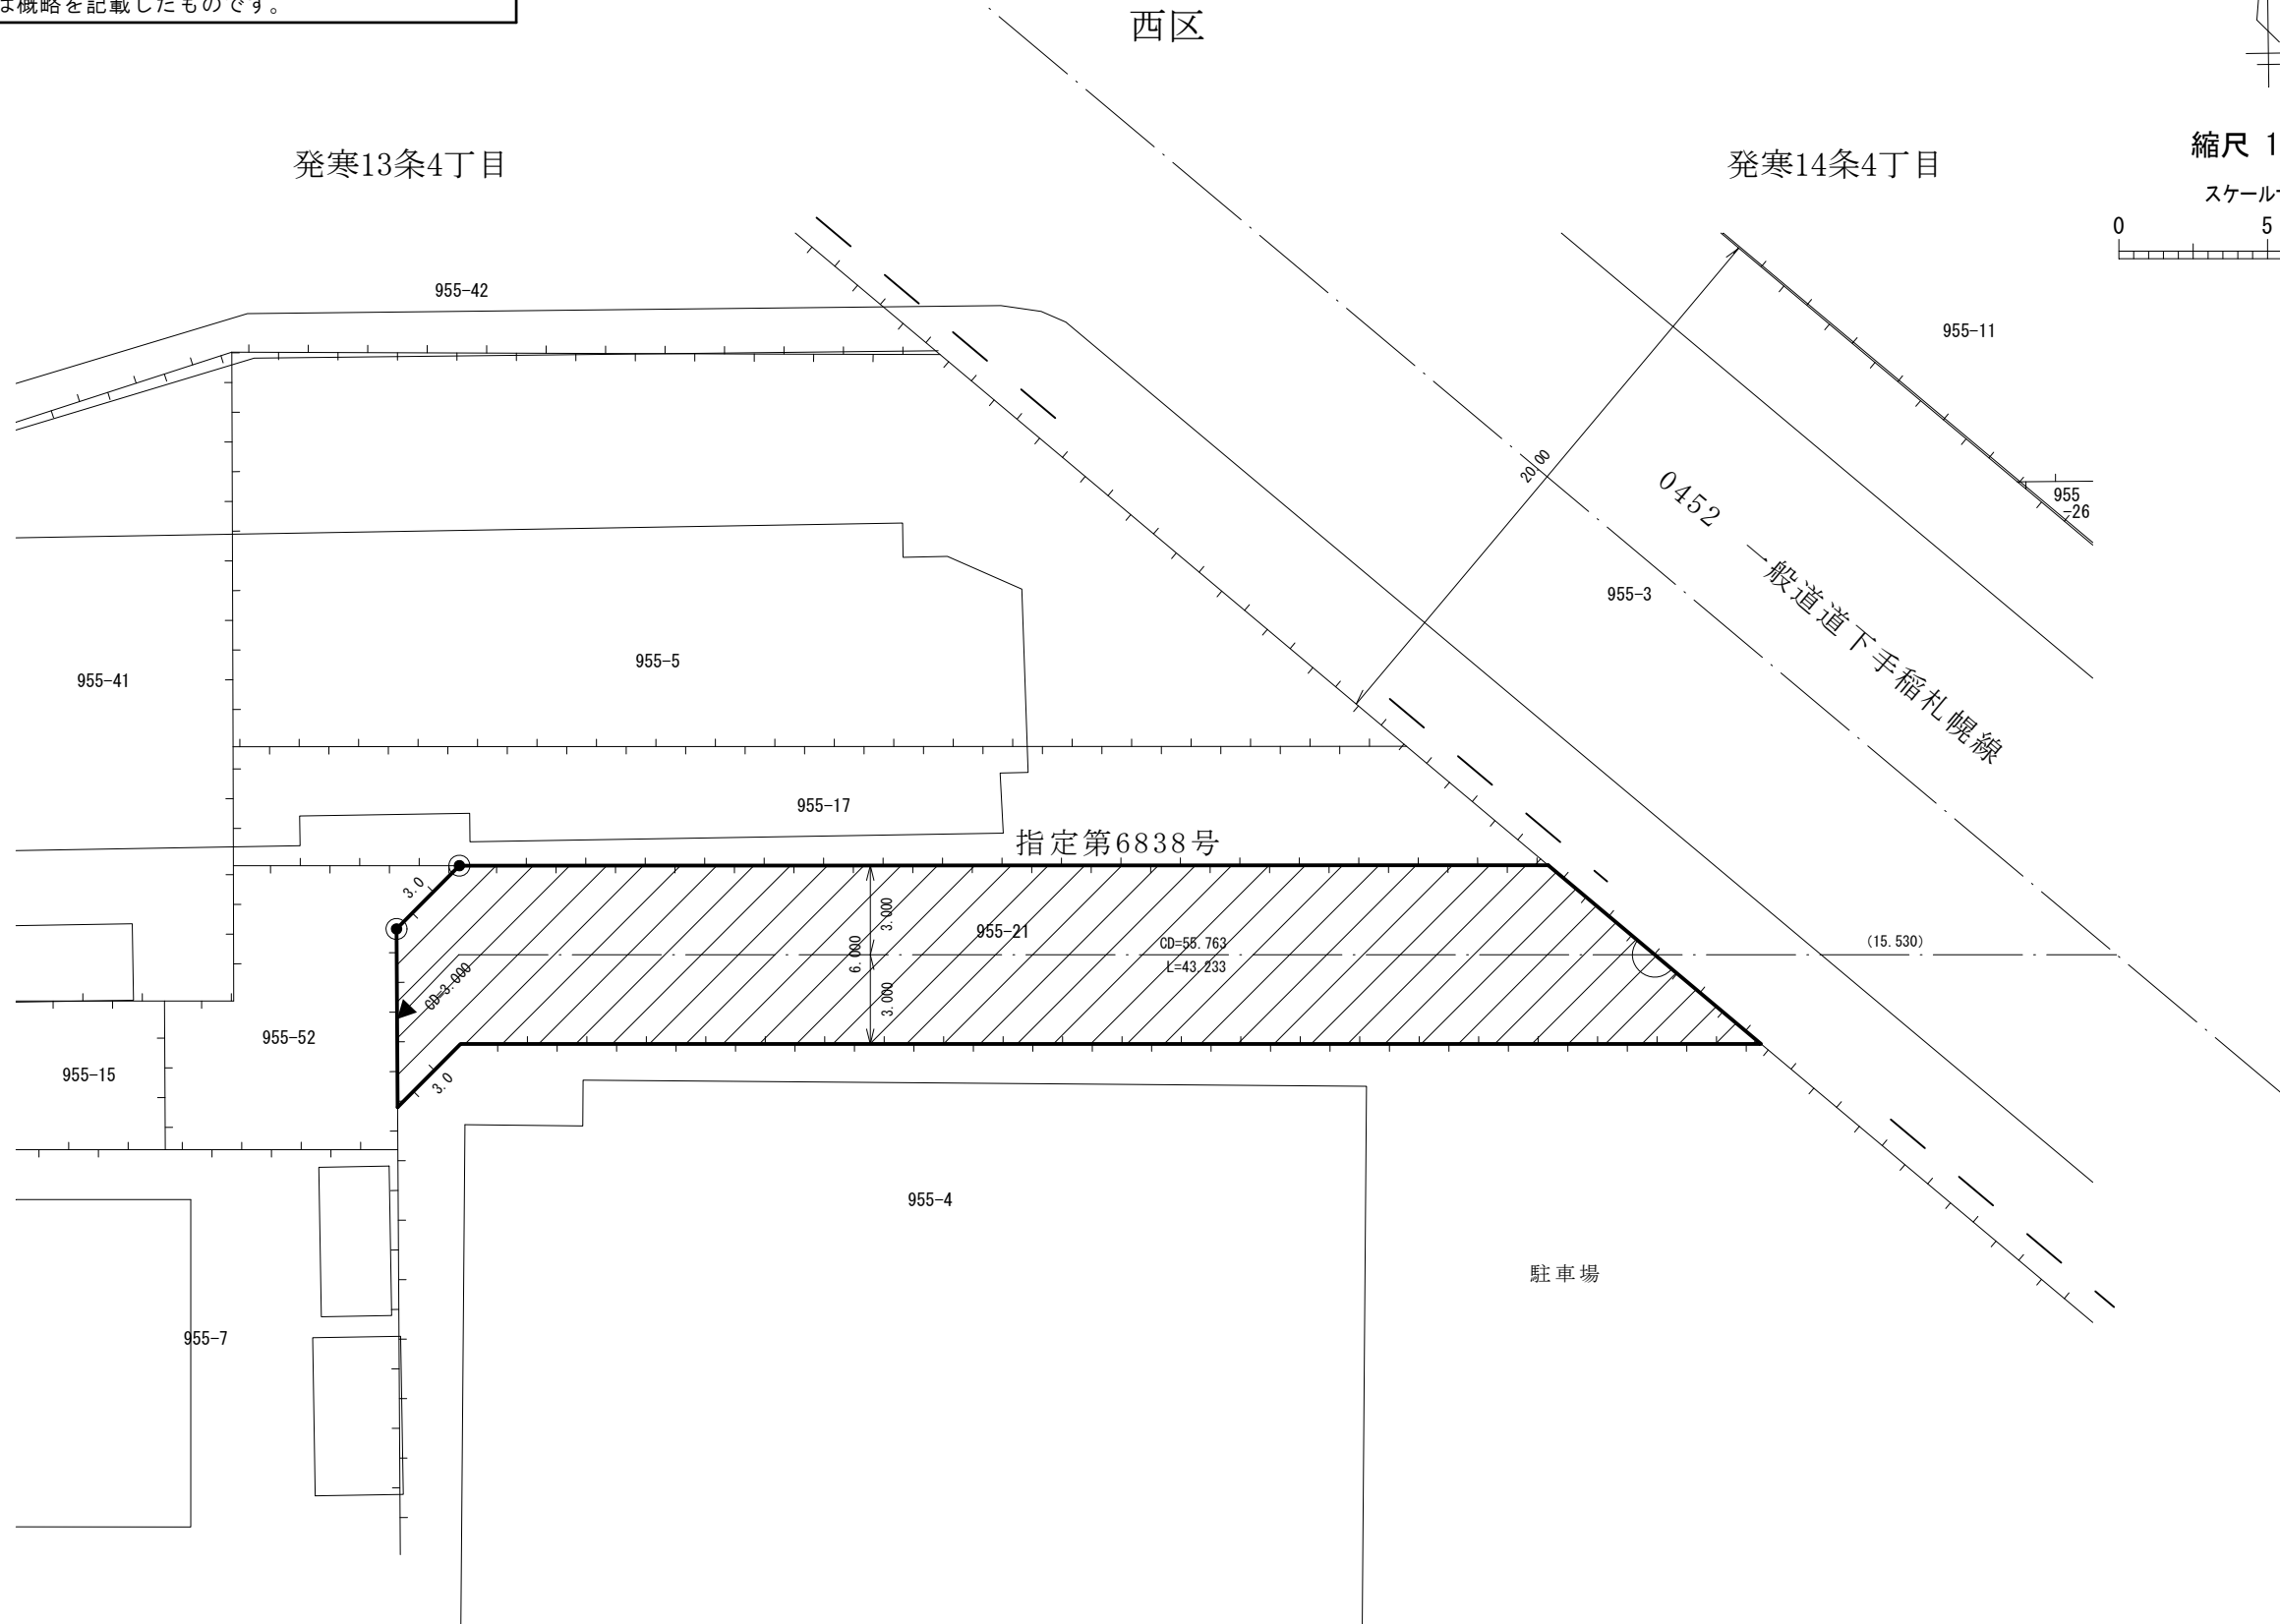 は概略を記載したものです。
西区
発寒13条4丁目
発寒14条4丁目
縮尺 1
スケール
0 5
955-42
955-11
20.00
0452 一般道道下手稲札幌線
955
-26
955-3
955-5
955-41
955-17
指定第6838号
3.0
3.000
955-21
6.000
CD=55.763
L=43.233
(15.530)
CD=3.000
3.000
955-52
955-15
3.0
955-4
駐車場
955-7